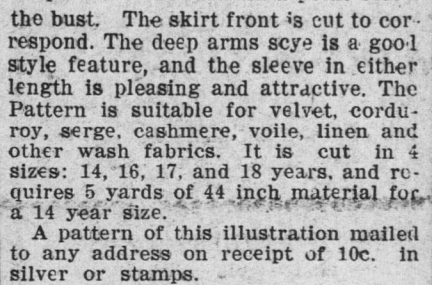 the bust. The skirt front is cut to cor-
respond. The deep arms scye is a good
style feature, and the sleeve in either
length is pleasing and attractive. The
Pattern is suitable for velvet, cordu-
roy, serge, cashmere, voile, linen and
other wash fabrics. It is cut in 4
sizes: 14, 16, 17, and 18 years, and re-
quires 5 yards of 44 inch material for
a 14 year size.
A pattern of this illustration mailed
to any address on receipt of 10c. in
silver or stamps.